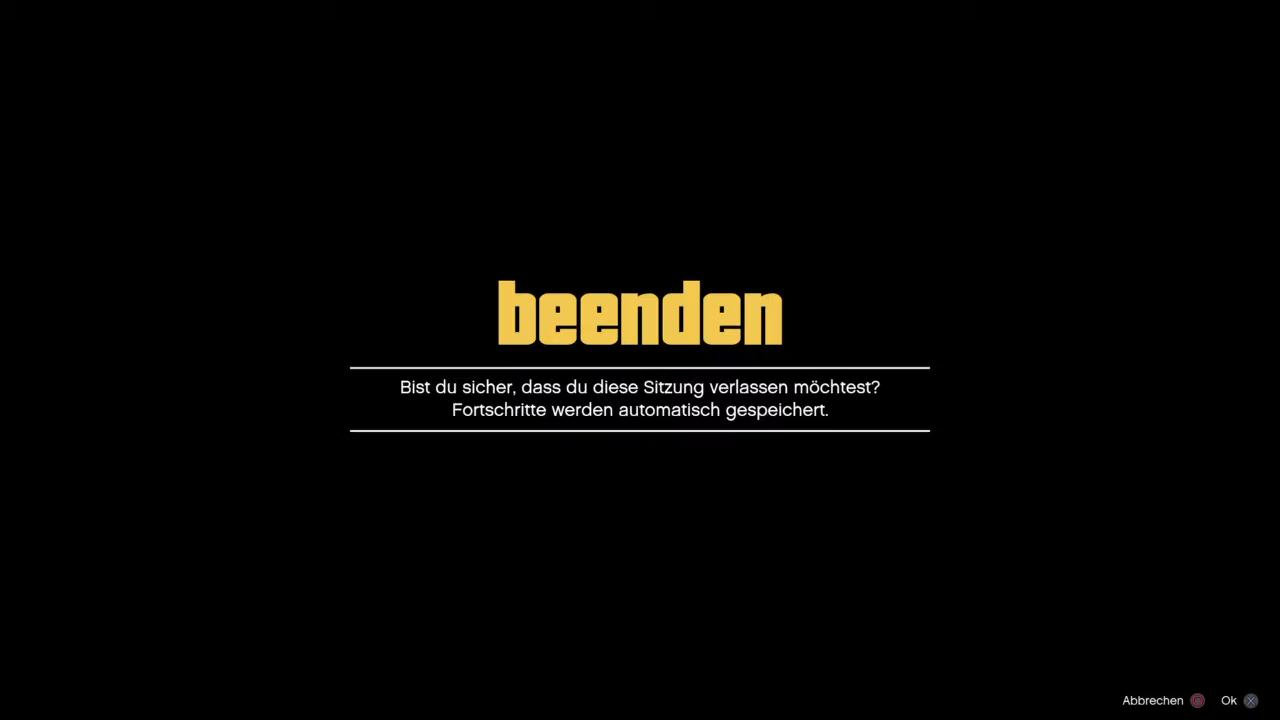 beenden
Bist du sicher, dass du diese Sitzung verlassen möchtest?
Fortschritte werden automatisch gespeichert.
Abbrechen Ok